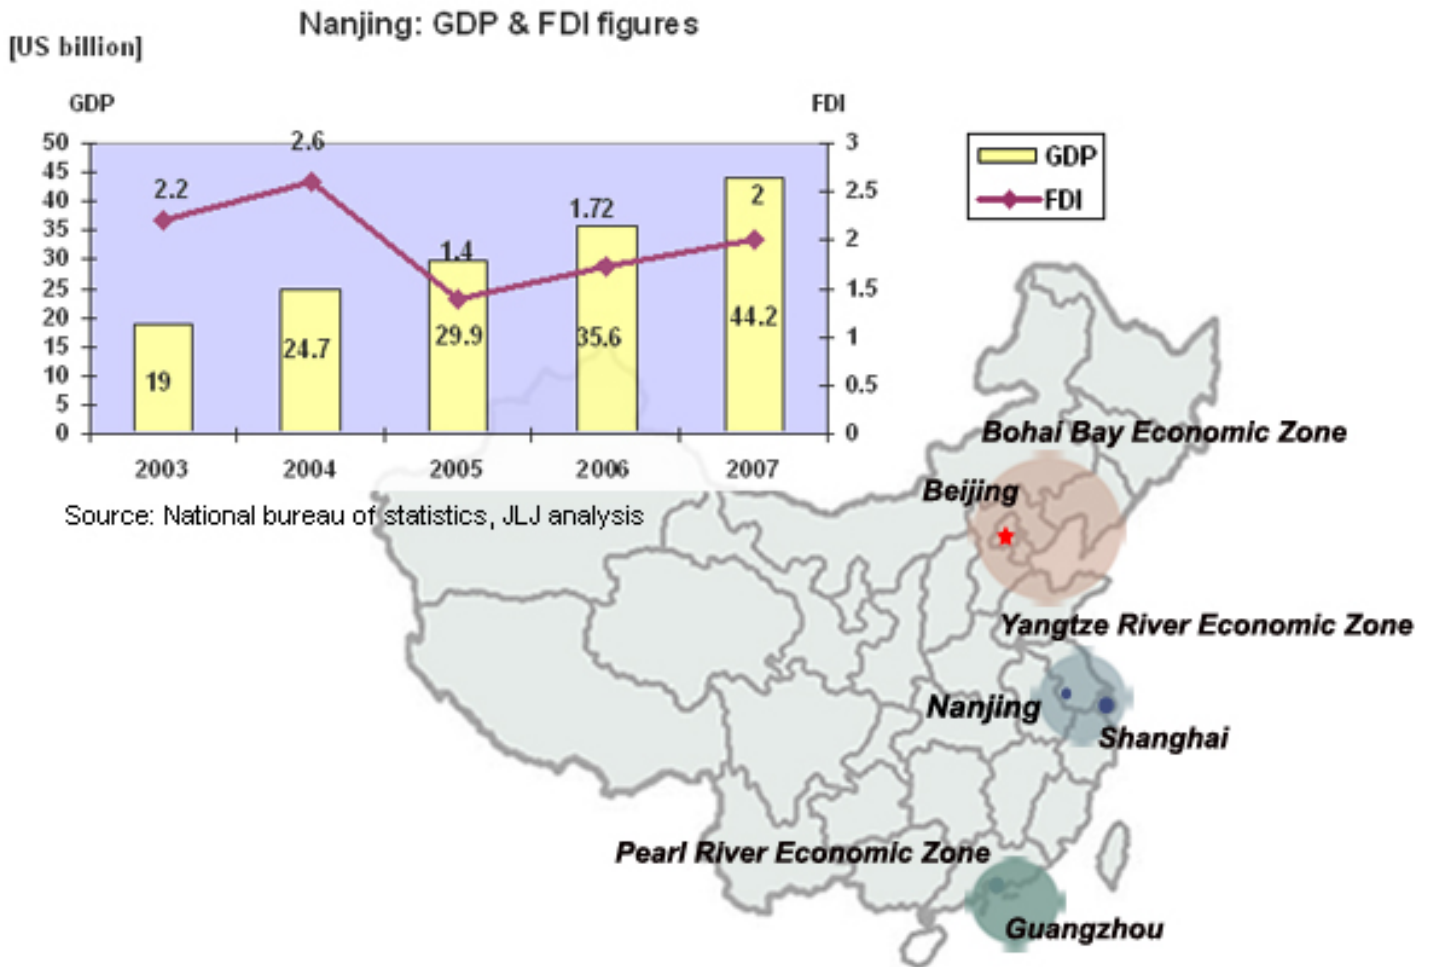 Nanjing: GDP & FDI figures
[US billion]
GDP
FDI
50
45
40
35
30
25
20
15
10
5
0
2.2
2.6
1.4
1.72
2
19
24.7
29.9
35.6
44.2
3
2.5
2
1.5
1
0.5
0
2003 2004 2005 2006 2007
GDP
FDI
Source: National bureau of statistics, JLJ analysis
Bohai Bay Economic Zone
Beijing
Yangtze River Economic Zone
Nanjing
Shanghai
Pearl River Economic Zone
Guangzhou